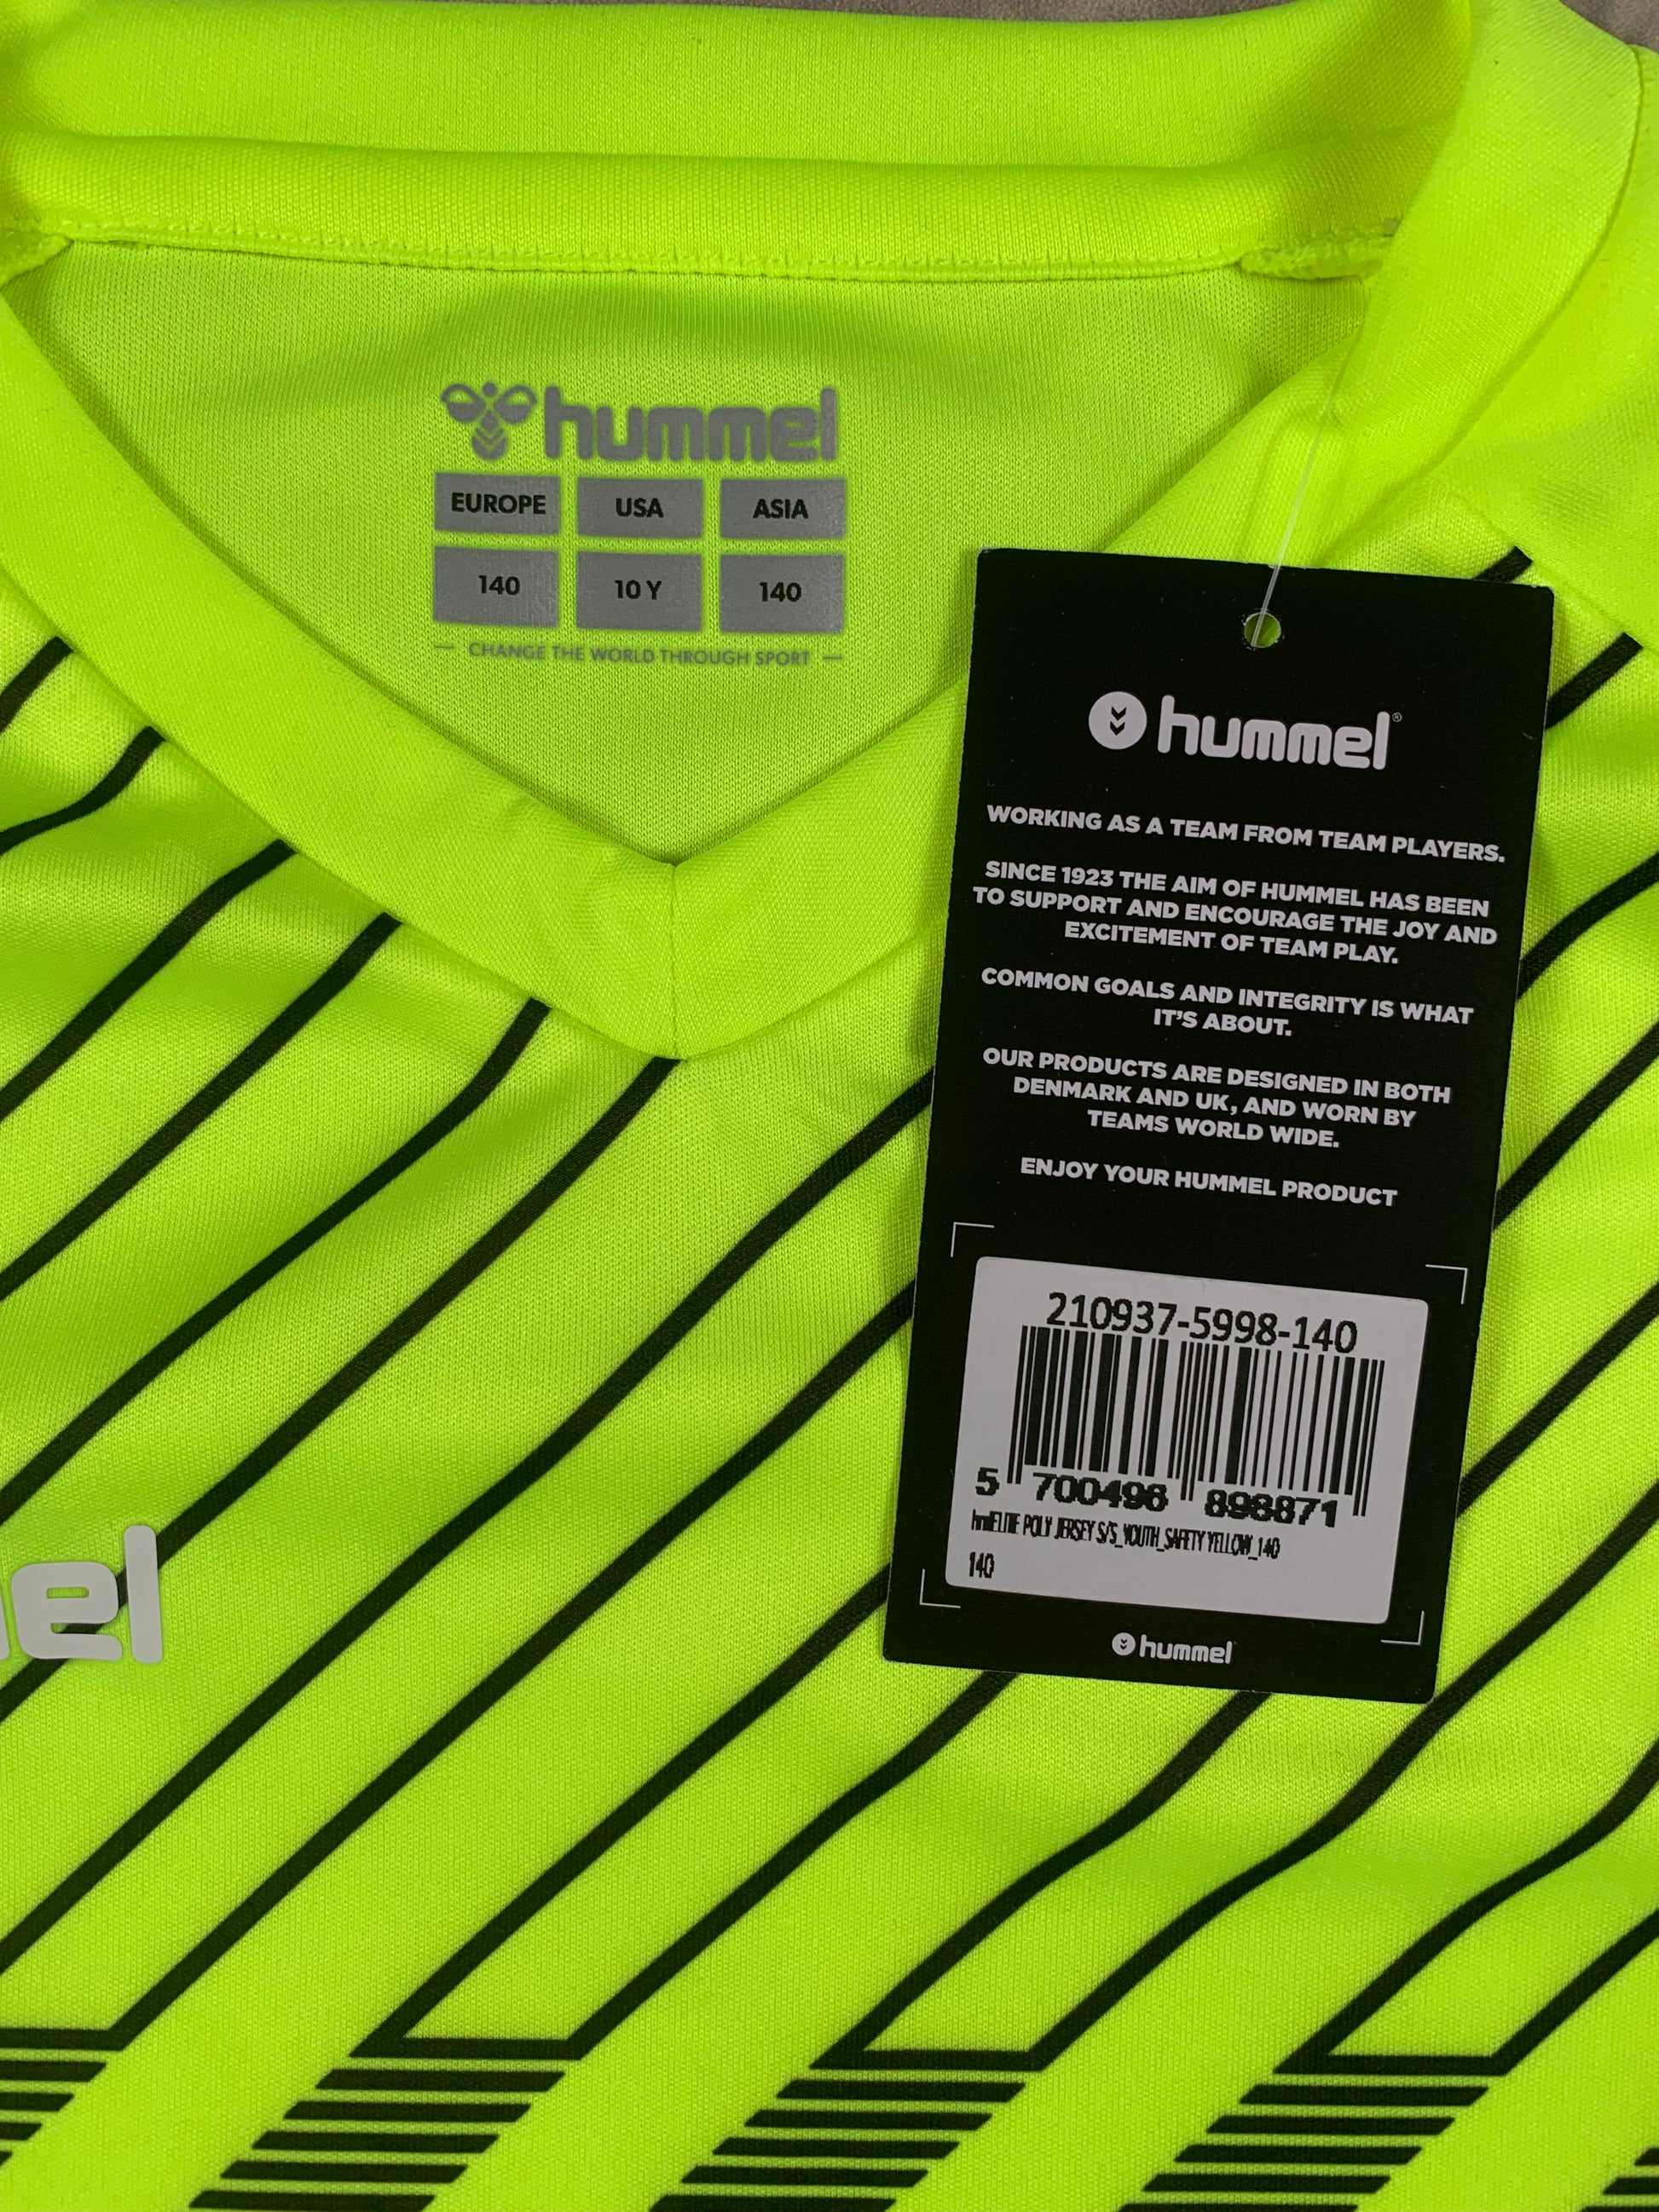 hummel
EUROPE USA ASIA
140 10 Y 140
CHANGE THE WORLD THROUGH SPORT
hummel®
WORKING AS A TEAM FROM TEAM PLAYERS.
SINCE 1923 THE AIM OF HUMMEL HAS BEEN
TO SUPPORT AND ENCOURAGE THE JOY AND
EXCITEMENT OF TEAM PLAY.
COMMON GOALS AND INTEGRITY IS WHAT
IT'S ABOUT.
OUR PRODUCTS ARE DESIGNED IN BOTH
DENMARK AND UK, AND WORN BY
TEAMS WORLD WIDE.
ENJOY YOUR HUMMEL PRODUCT
210937-5998-140
5 700496 898871
hmlELITE POLY JERSEY S/S_YOUTH_SAFETY YELLOW_140
140
hummel
el